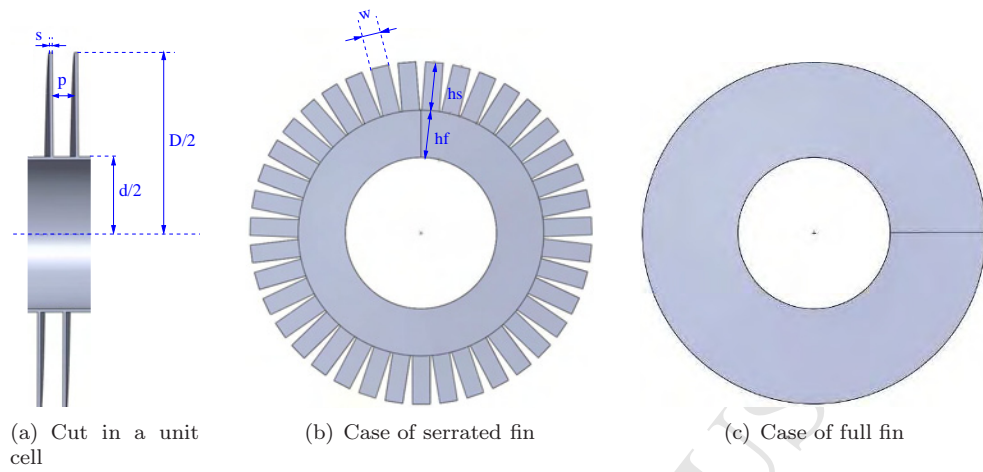 s
p
D/2
d/2
w
hs
hf
(a) Cut in a unit
cell
(b) Case of serrated fin
(c) Case of full fin